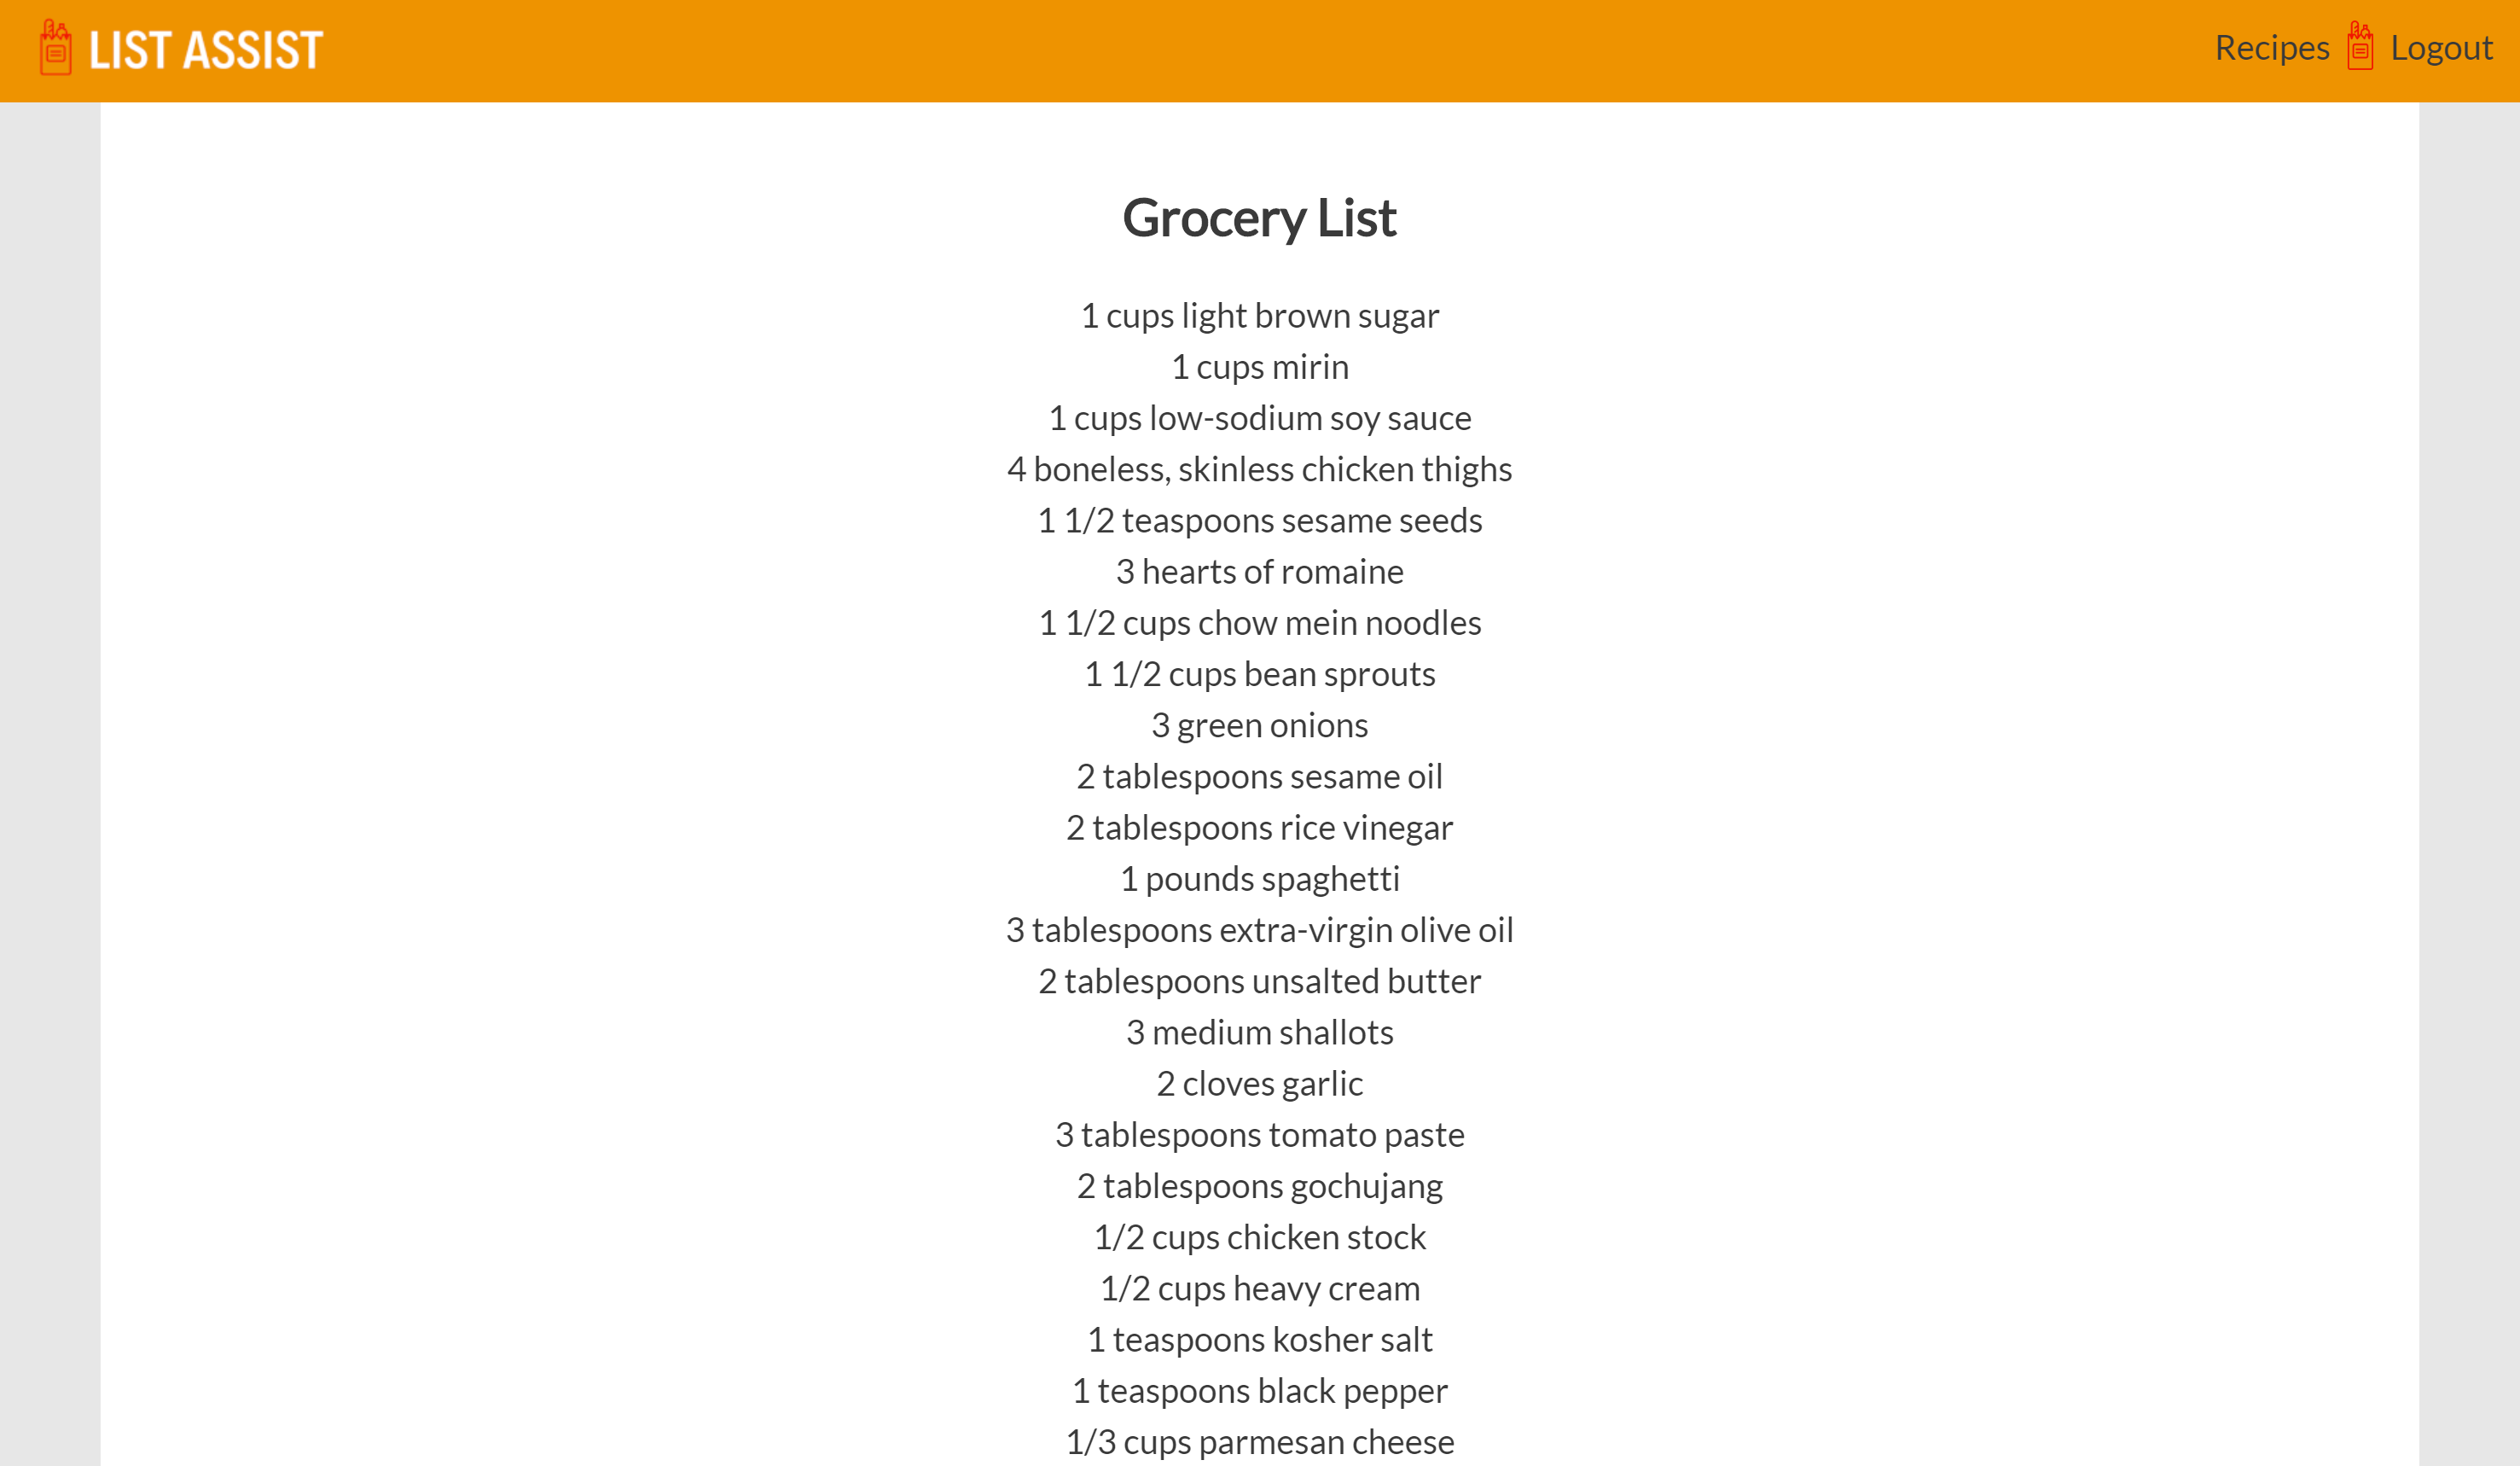 LIST ASSIST
Recipes Logout
Grocery List
1 cups light brown sugar
1 cups mirin
1 cups low-sodium soy sauce
4 boneless, skinless chicken thighs
1 1/2 teaspoons sesame seeds
3 hearts of romaine
1 1/2 cups chow mein noodles
1 1/2 cups bean sprouts
3 green onions
2 tablespoons sesame oil
2 tablespoons rice vinegar
1 pounds spaghetti
3 tablespoons extra-virgin olive oil
2 tablespoons unsalted butter
3 medium shallots
2 cloves garlic
3 tablespoons tomato paste
2 tablespoons gochujang
1/2 cups chicken stock
1/2 cups heavy cream
1 teaspoons kosher salt
1 teaspoons black pepper
1/3 cups parmesan cheese